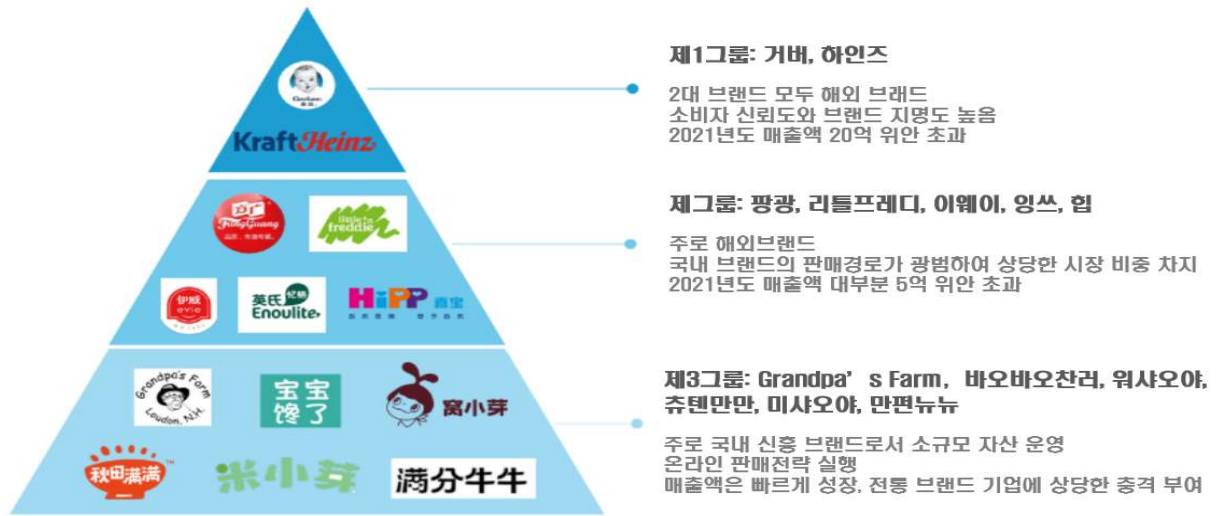 Gerber
KraftHeinz
제1그룹: 거버, 하인즈
2대 브랜드 모두 해외 브래드
소비자 신뢰도와 브랜드 지명도 높음
2021년도 매출액 20억 위안 초과
FangGuang
little freddie
제그룹: 팡광, 리틀프레디, 이웨이, 잉쓰, 힙
주로 해외브랜드
국내 브랜드의 판매경로가 광범하여 상당한 시장 비중 차지
2021년도 매출액 대부분 5억 위안 초과
伊威
evie
英氏 忆格
Enoulite
HiPP 喜宝
Grandpa's Farm
Loudon, N.H.
宝宝
馋了
窝小芽
제3그룹: Grandpa's Farm, 바오바오찬러, 워샤오야,
츄텐만만, 미샤오야, 만펀뉴뉴
주로 국내 신흥 브랜드로서 소규모 자산 운영
온라인 판매전략 실행
매출액은 빠르게 성장, 전통 브랜드 기업에 상당한 충격 부여
秋田满满 TM
米小芽
满分牛牛